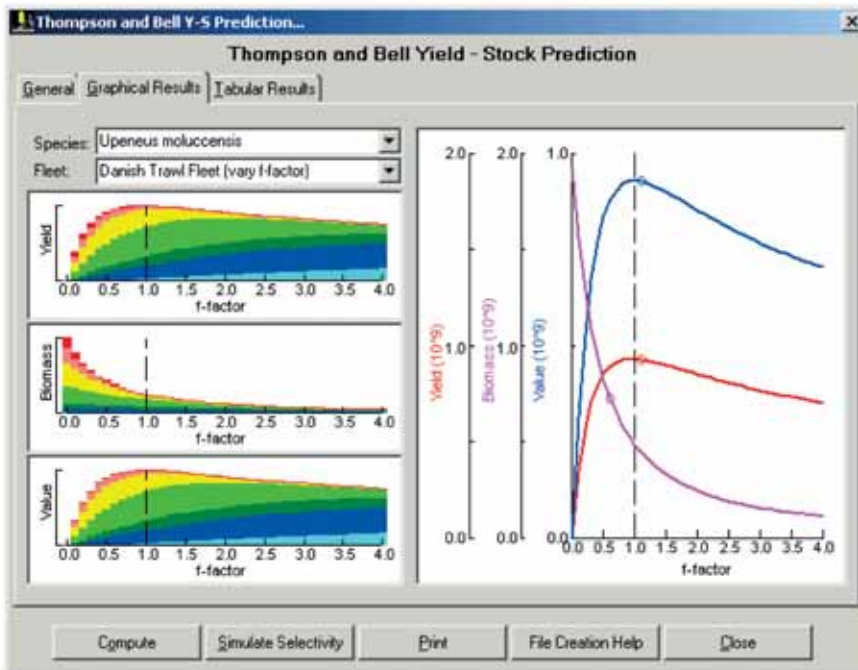 Thompson and Bell Y-S Prediction...
Thompson and Bell Yield - Stock Prediction
General Graphical Results Tabular Results
Species: Upeneus moluccensis
Fleet: Danish Trawl Fleet (vary f-factor)
Yield
0.0 0.5 1.0 1.5 2.0 2.5 3.0 3.5 4.0
f-factor
Biomass
0.0 0.5 1.0 1.5 2.0 2.5 3.0 3.5 4.0
f-factor
Value
0.0 0.5 1.0 1.5 2.0 2.5 3.0 3.5 4.0
f-factor
2.0 2.0 1.0
Yield (10^9)
1.0
Biomass (10^9)
1.0
Value (10^9)
0.0 0.0 0.0
0.0 0.5 1.0 1.5 2.0 2.5 3.0 3.5 4.0
f-factor
Compute Simulate Selectivity Print File Creation Help Close